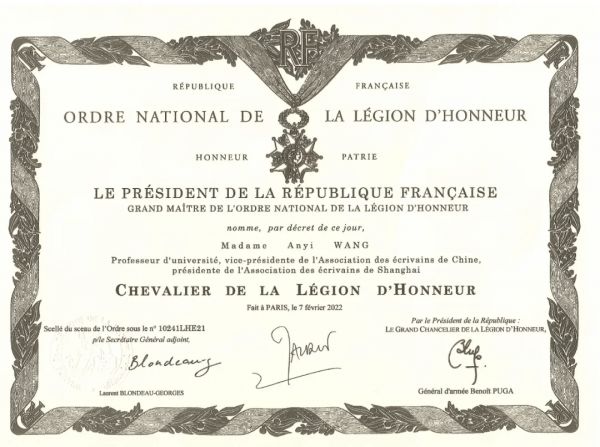 RF
RÉPUBLIQUE FRANÇAISE
ORDRE NATIONAL DE LA LÉGION D'HONNEUR
HONNEUR PATRIE
LE PRÉSIDENT DE LA RÉPUBLIQUE FRANÇAISE
GRAND MAÎTRE DE L'ORDRE NATIONAL DE LA LÉGION D'HONNEUR
nomme, par décret de ce jour,
Madame Anyi WANG
Professeur d'université, vice-présidente de l'Association des écrivains de Chine,
présidente de l'Association des écrivains de Shanghai
CHEVALIER DE LA LÉGION D'HONNEUR
Fait à PARIS, le 7 février 2022
Scellé du sceau de l'Ordre sous le n° 10241LHE21
p/le Secrétaire Général adjoint,
Blondeau
Laurent BLONDEAU-GEORGES
Par le Président de la République :
LE GRAND CHANCELIER DE LA LÉGION D'HONNEUR,
Général d'armée Benoît PUGA